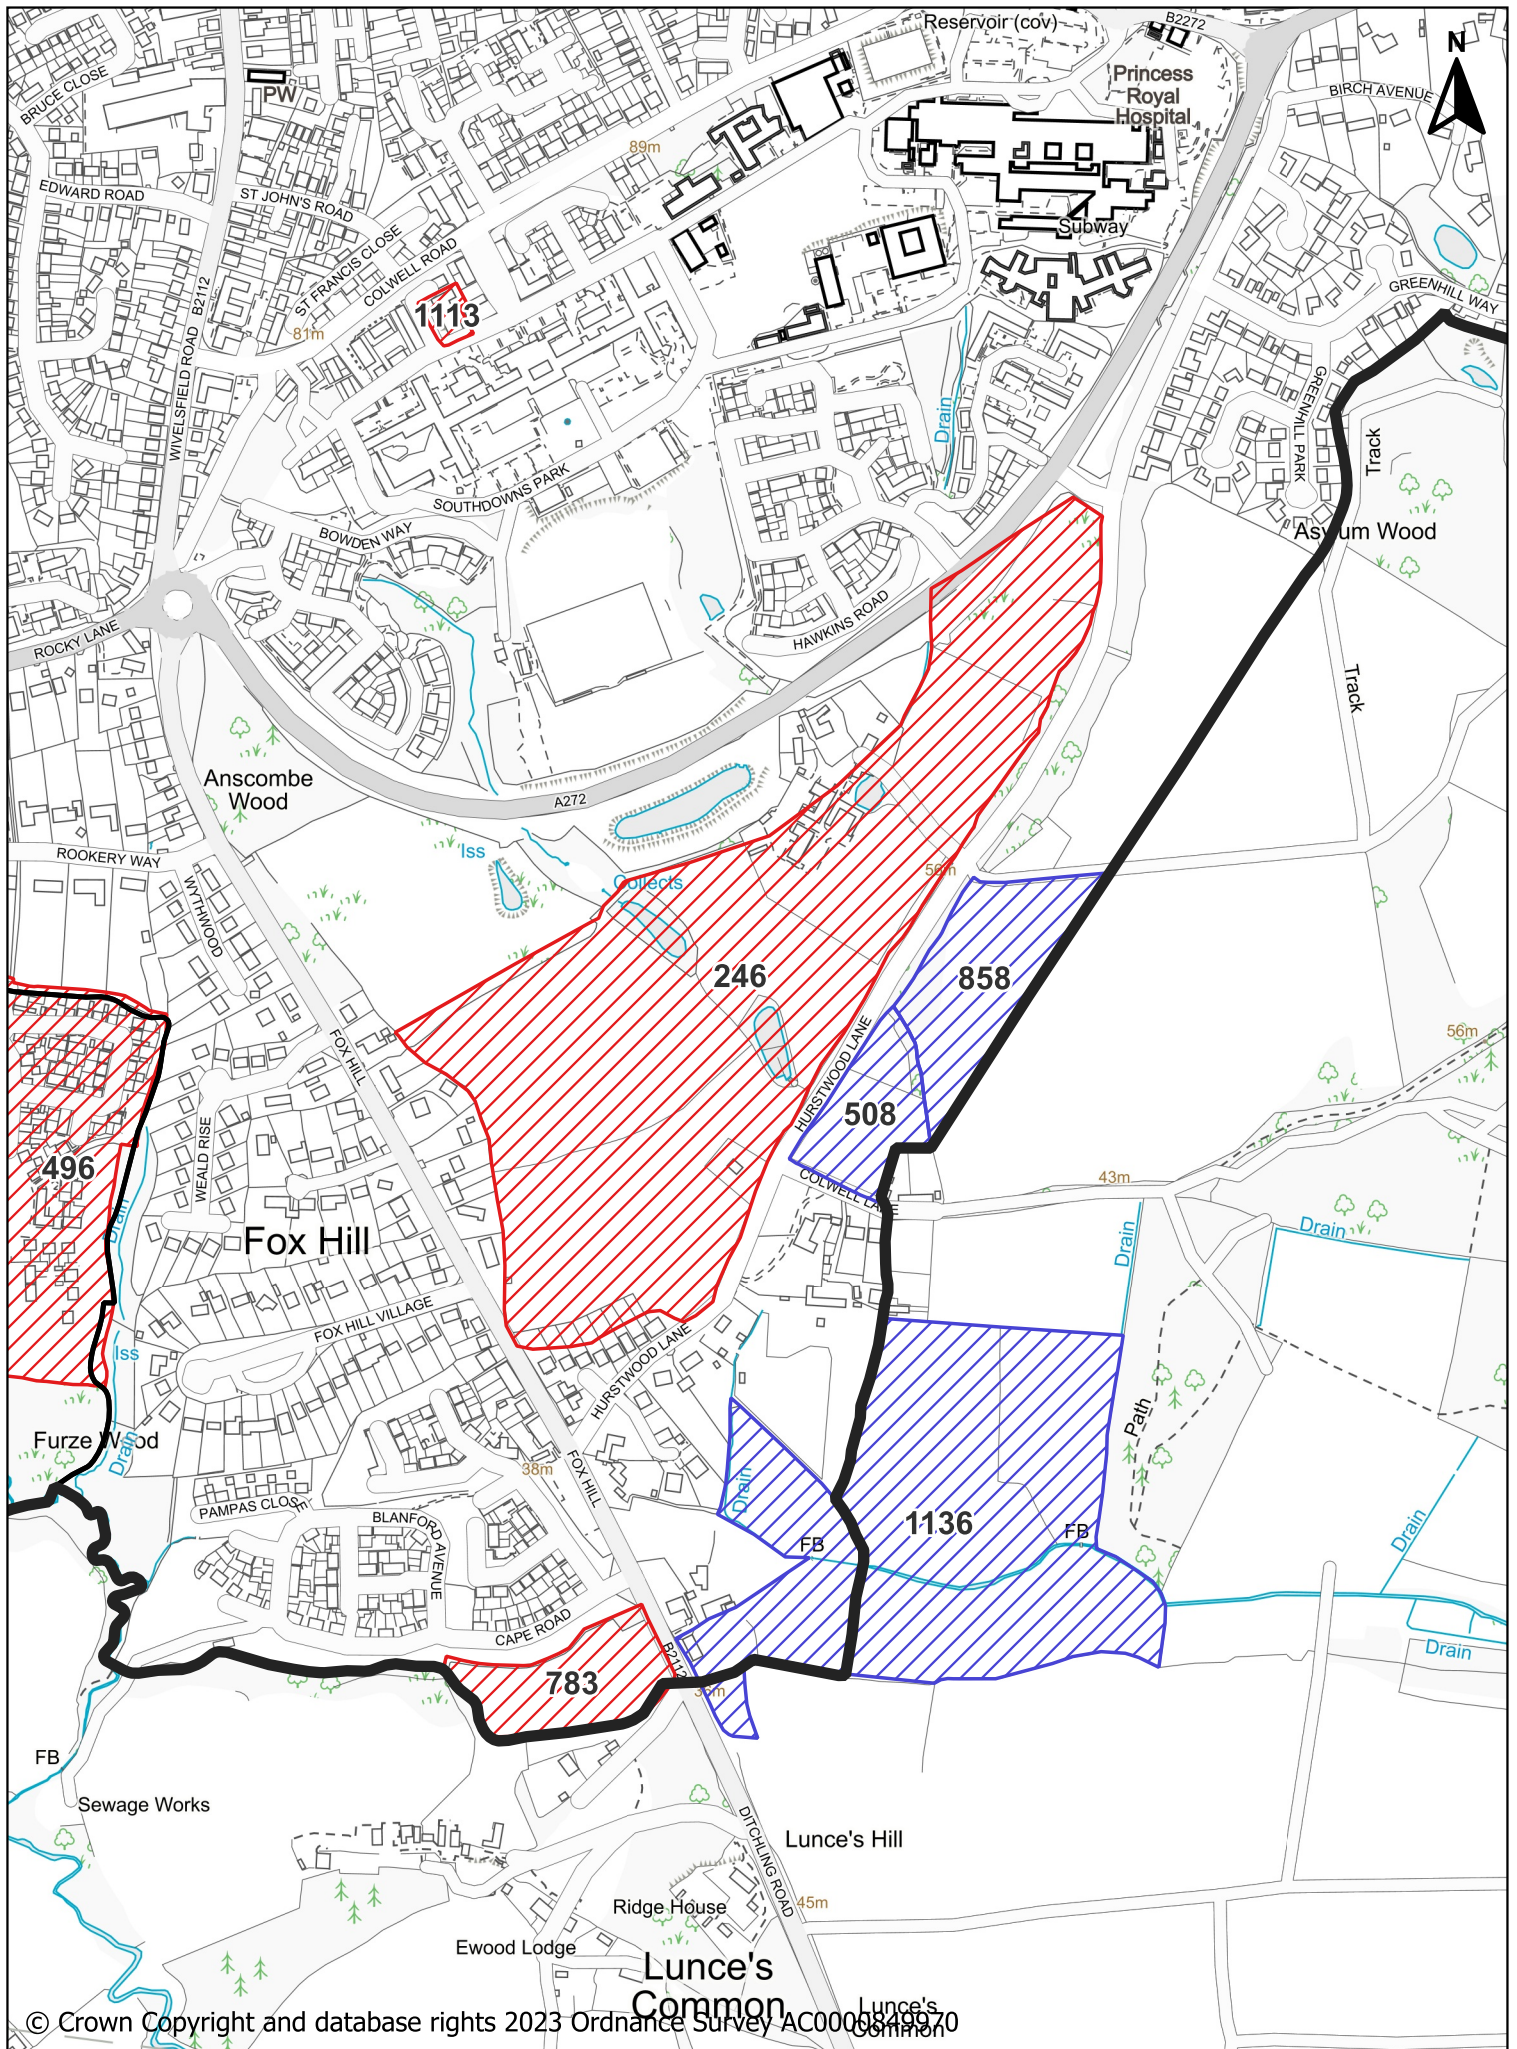 Reservoir (cov)
B2272
N
Princess
Royal
Hospital
BIRCH AVENUE
BRUCE CLOSE
PW
89m
EDWARD ROAD
ST JOHN'S ROAD
Subway
ST FRANCIS CLOSE
COLWELL ROAD
GREENHILL WAY
WIVELSFIELD ROAD B2112
1113
81m
GREENHILL PARK
Drain
Track
SOUTHDOWNS PARK
BOWDEN WAY
Asylum Wood
HAWKINS ROAD
ROCKY LANE
Track
Anscombe
Wood
A272
ROOKERY WAY
Iss
Collects
50m
WYTHWOOD
246
858
FOX HILL
HURSTWOOD LANE
56m
508
496
WEALD RISE
COLWELL LANE
43m
Drain
Fox Hill
Drain
Drain
FOX HILL VILLAGE
Iss
HURSTWOOD LANE
Path
Furze Wood
Drain
38m
FOX HILL
Drain
PAMPAS CLOSE
BLANFORD AVENUE
1136
FB
FB
Drain
CAPE ROAD
B2112
Drain
783
FB
Sewage Works
DITCHLING ROAD
Lunce's Hill
Ridge House
45m
Ewood Lodge
Lunce's
Common
Lunce's
Common
© Crown Copyright and database rights 2023 Ordnance Survey AC0000849970